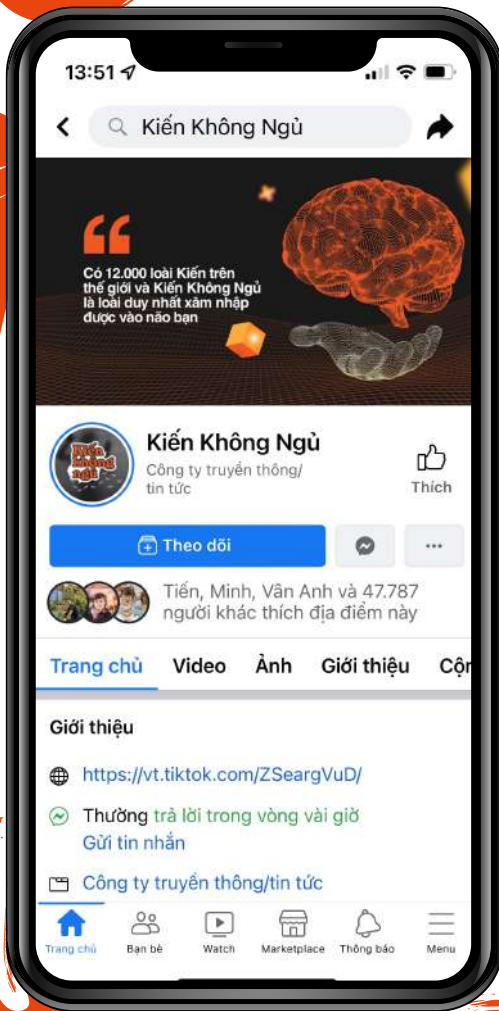 13:51
Kiến Không Ngủ
Có 12.000 loài Kiến trên
thế giới và Kiến Không Ngủ
là loài duy nhất xâm nhập
được vào não bạn
Kiến
không
ngủ
Kiến Không Ngủ
Công ty truyền thông/
tin tức
Thích
Theo dõi
Tiến, Minh, Vân Anh và 47.787
người khác thích địa điểm này
Trang chủ Video Ảnh Giới thiệu Cộn
Giới thiệu
https://vt.tiktok.com/ZSeargVuD/
Thường trả lời trong vòng vài giờ
Gửi tin nhắn
Công ty truyền thông/tin tức
Trang chủ Bạn bè Watch Marketplace Thông báo Menu